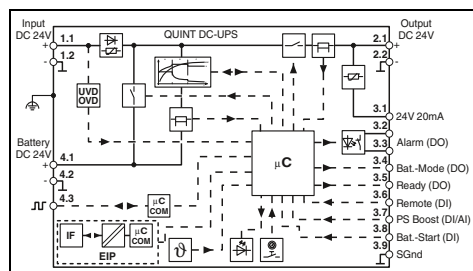 Input
DC 24V
QUINT DC-UPS
Output
DC 24V
1.1
+
1.2
-
2.1
+
2.2
-
UVD
OVD
3.1
24V 20mA
3.2
Alarm (DO)
3.3
Battery
DC 24V
4.1
+
4.2
-
4.3
µC
3.4
Bat.-Mode (DO)
3.5
Ready (DO)
3.6
Remote (DI)
3.7
PS Boost (DI/AI)
3.8
Bat.-Start (DI)
3.9
SGnd
µC
COM
IF
µC
COM
EIP
ϑ